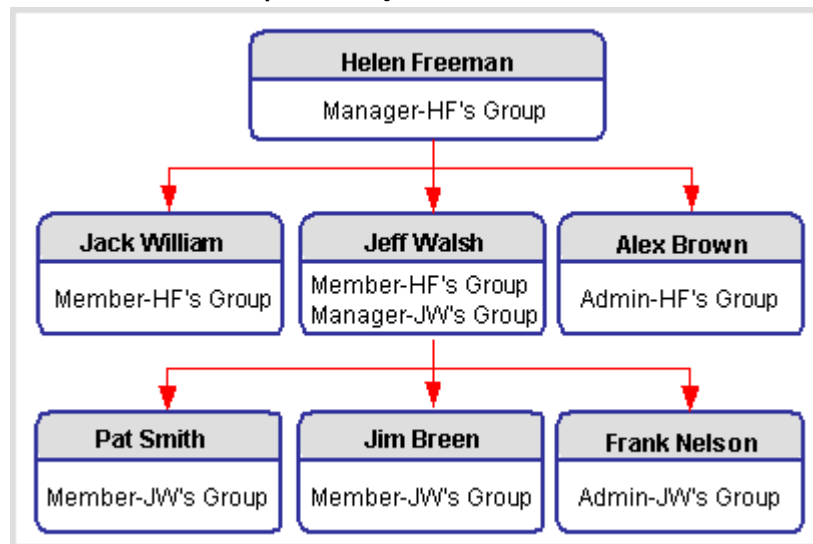 Helen Freeman
Manager-HF's Group
Jack William
Member-HF's Group
Jeff Walsh
Member-HF's Group
Manager-JW's Group
Alex Brown
Admin-HF's Group
Pat Smith
Member-JW's Group
Jim Breen
Member-JW's Group
Frank Nelson
Admin-JW's Group